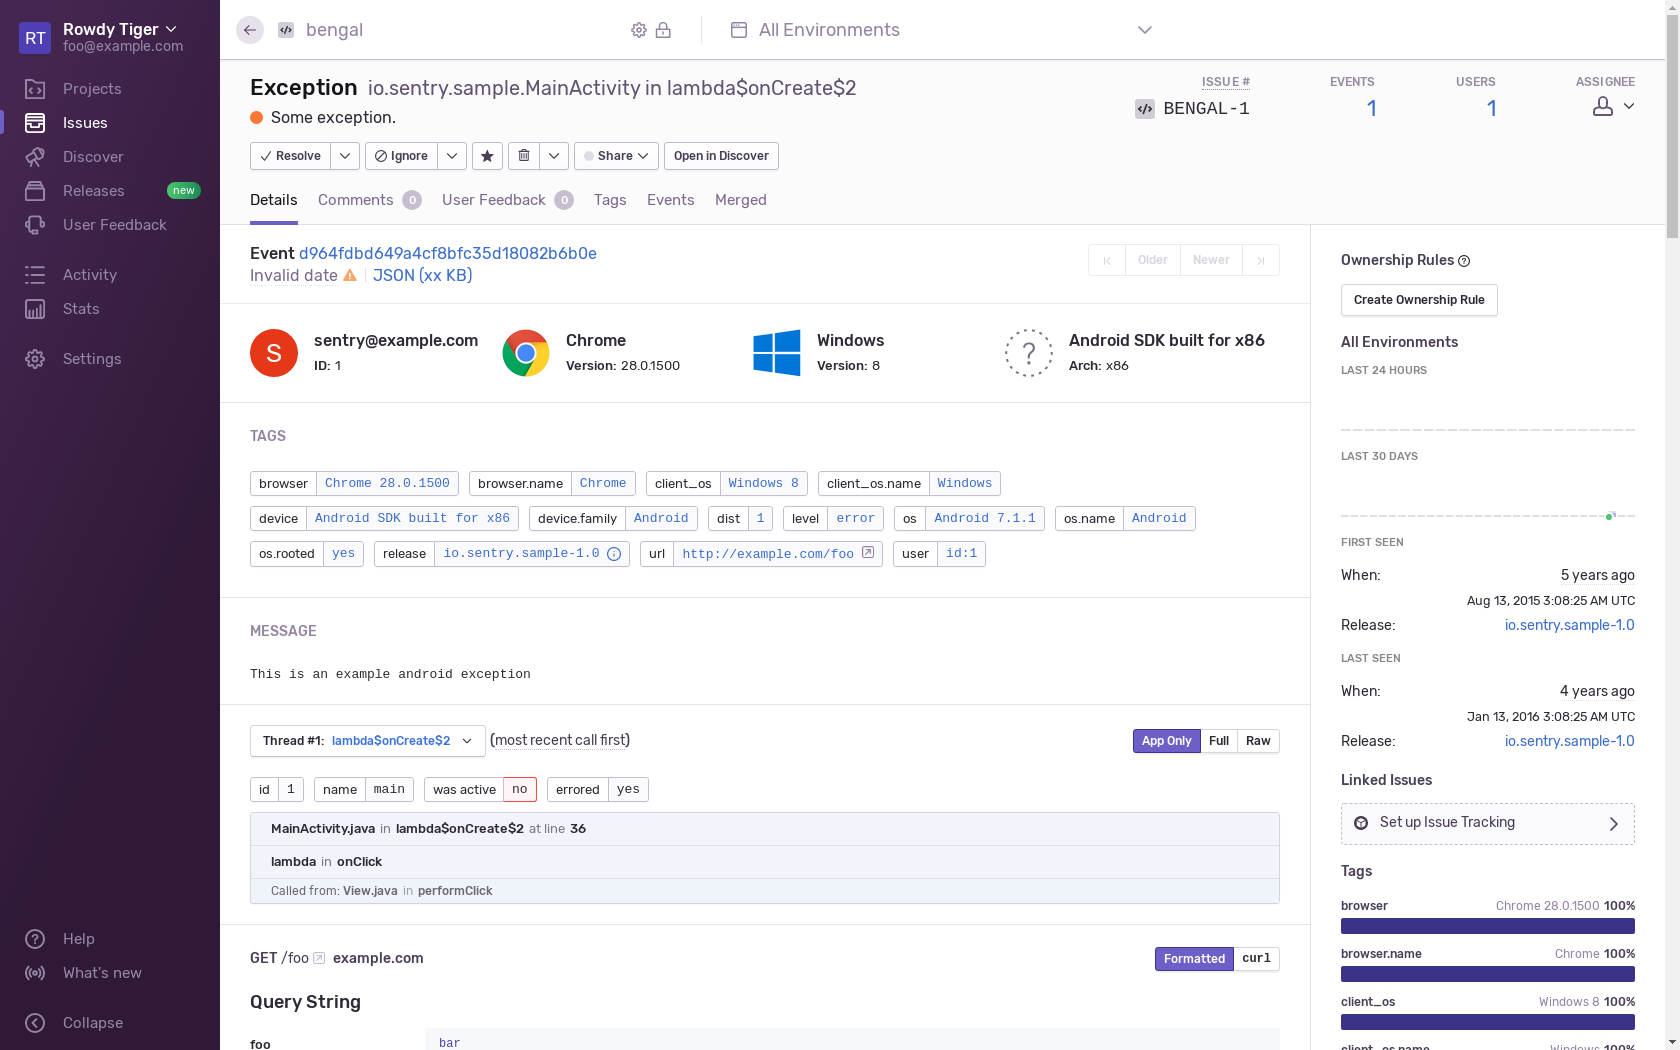 RT
Rowdy Tiger
foo@example.com
Projects
Issues
Discover
Releases new
User Feedback
Activity
Stats
Settings
Help
What's new
Collapse
bengal
All Environments
Exception io.sentry.sample.MainActivity in lambda$onCreate$2
Some exception.
ISSUE # EVENTS USERS ASSIGNEE
BENGAL-1 1 1
Resolve Ignore Share Open in Discover
Details Comments 0 User Feedback 0 Tags Events Merged
Event d964fdbd649a4cf8bfc35d18082b6b0e
Invalid date JSON (xx KB)
Older Newer
S
sentry@example.com
ID: 1
Chrome
Version: 28.0.1500
Windows
Version: 8
?
Android SDK built for x86
Arch: x86
TAGS
browser Chrome 28.0.1500 browser.name Chrome client_os Windows 8 client_os.name Windows
device Android SDK built for x86 device.family Android dist 1 level error os Android 7.1.1 os.name Android
os.rooted yes release io.sentry.sample-1.0 url http://example.com/foo user id:1
MESSAGE
This is an example android exception
Thread #1: lambda$onCreate$2 (most recent call first)
App Only Full Raw
id 1 name main was active no errored yes
MainActivity.java in lambda$onCreate$2 at line 36
lambda in onClick
Called from: View.java in performClick
GET /foo example.com
Formatted curl
Query String
foo bar
Ownership Rules ?
Create Ownership Rule
All Environments
LAST 24 HOURS
LAST 30 DAYS
FIRST SEEN
When: 5 years ago
Aug 13, 2015 3:08:25 AM UTC
Release: io.sentry.sample-1.0
LAST SEEN
When: 4 years ago
Jan 13, 2016 3:08:25 AM UTC
Release: io.sentry.sample-1.0
Linked Issues
Set up Issue Tracking
Tags
browser Chrome 28.0.1500 100%
browser.name Chrome 100%
client_os Windows 8 100%
client_os.name Windows 100%